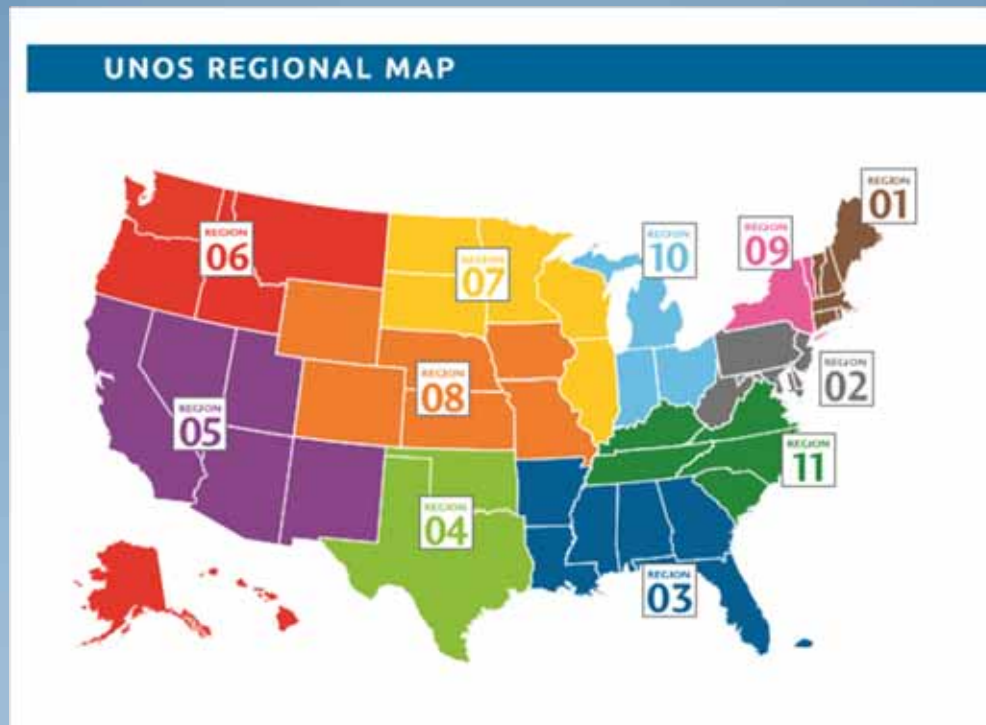 UNOS REGIONAL MAP
REGION
01
REGION
06
REGION
09
REGION
10
REGION
07
REGION
02
REGION
08
REGION
05
REGION
11
REGION
04
REGION
03